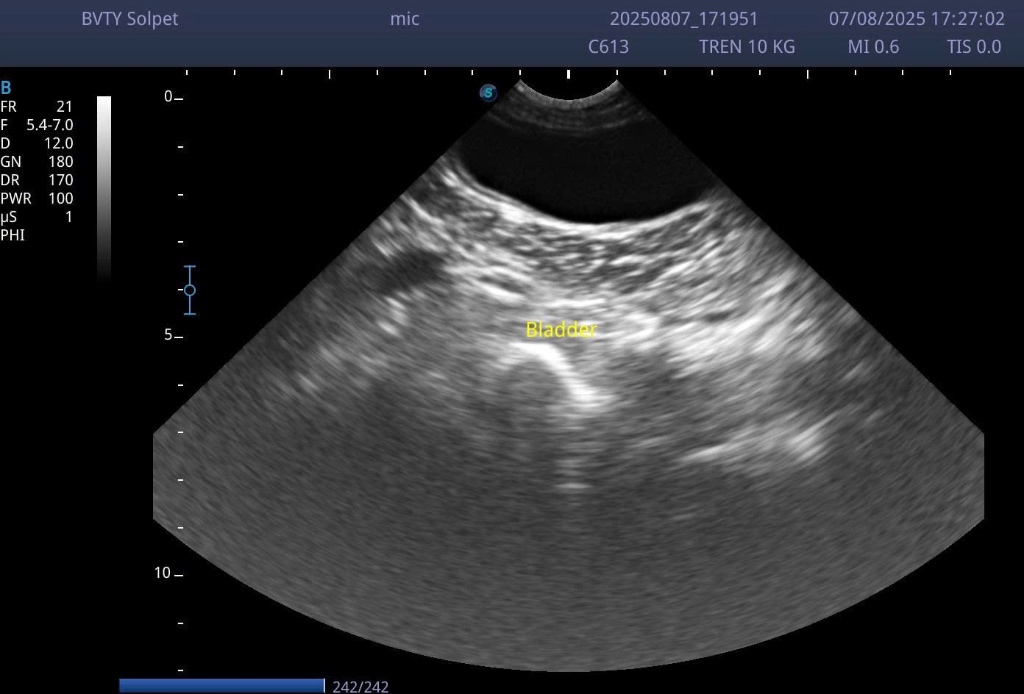 BVTY Solpet mic 20250807_171951 07/08/2025 17:27:02
C613 TREN 10 KG MI 0.6 TIS 0.0
B
FR 21
F 5.4-7.0
D 12.0
GN 180
DR 170
PWR 100
µS 1
PHI
S
0
5
Bladder
10
242/242